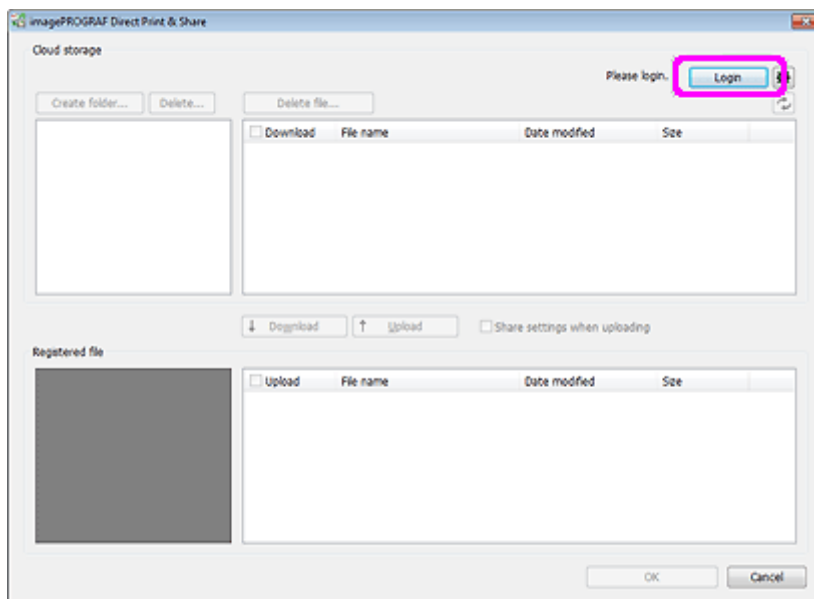 imagePROGRAF Direct Print & Share
Cloud storage
Please login. Login
Create folder... Delete... Delete file...
Download File name Date modified Size
Download Upload Share settings when uploading
Registered file
Upload File name Date modified Size
OK Cancel